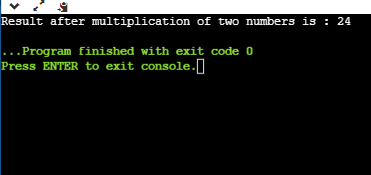 Result after multiplication of two numbers is : 24
...Program finished with exit code 0
Press ENTER to exit console.